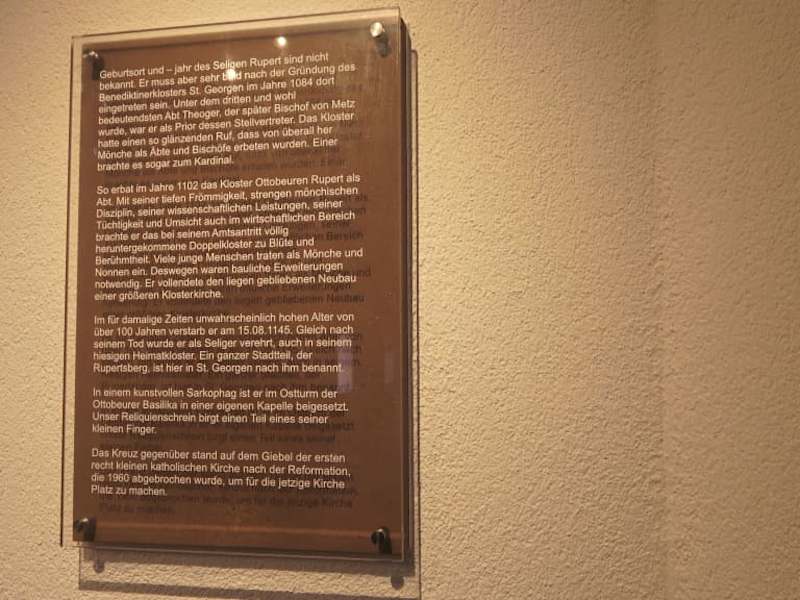 Geburtsort und – jahr des Seligen Rupert sind nicht
bekannt. Er muss aber sehr bald nach der Gründung des
Benediktinerklosters St. Georgen im Jahre 1084 dort
eingetreten sein. Unter dem dritten und wohl
bedeutendsten Abt Theoger, der später Bischof von Metz
wurde, war er als Prior dessen Stellvertreter. Das Kloster
hatte einen so glänzenden Ruf, dass von überall her
Mönche als Äbte und Bischöfe erbeten wurden. Einer
brachte es sogar zum Kardinal.
So erbat im Jahre 1102 das Kloster Ottobeuren Rupert als
Abt. Mit seiner tiefen Frömmigkeit, strengen mönchischen
Disziplin, seiner wissenschaftlichen Leistungen, seiner
Tüchtigkeit und Umsicht auch im wirtschaftlichen Bereich
brachte er das bei seinem Amtsantritt völlig
heruntergekommene Doppelkloster zu Blüte und
Berühmtheit. Viele junge Menschen traten als Mönche und
Nonnen ein. Deswegen waren bauliche Erweiterungen
notwendig. Er vollendete den liegen gebliebenen Neubau
einer größeren Klosterkirche.
Im für damalige Zeiten unwahrscheinlich hohen Alter von
über 100 Jahren verstarb er am 15.08.1145. Gleich nach
seinem Tod wurde er als Seliger verehrt, auch in seinem
hiesigen Heimatkloster. Ein ganzer Stadtteil, der
Rupertsberg, ist hier in St. Georgen nach ihm benannt.
In einem kunstvollen Sarkophag ist er im Ostturm der
Ottobeurer Basilika in einer eigenen Kapelle beigesetzt.
Unser Reliquienschrein birgt einen Teil eines seiner
kleinen Finger.
Das Kreuz gegenüber stand auf dem Giebel der ersten
recht kleinen katholischen Kirche nach der Reformation,
die 1960 abgebrochen wurde, um für die jetzige Kirche
Platz zu machen.